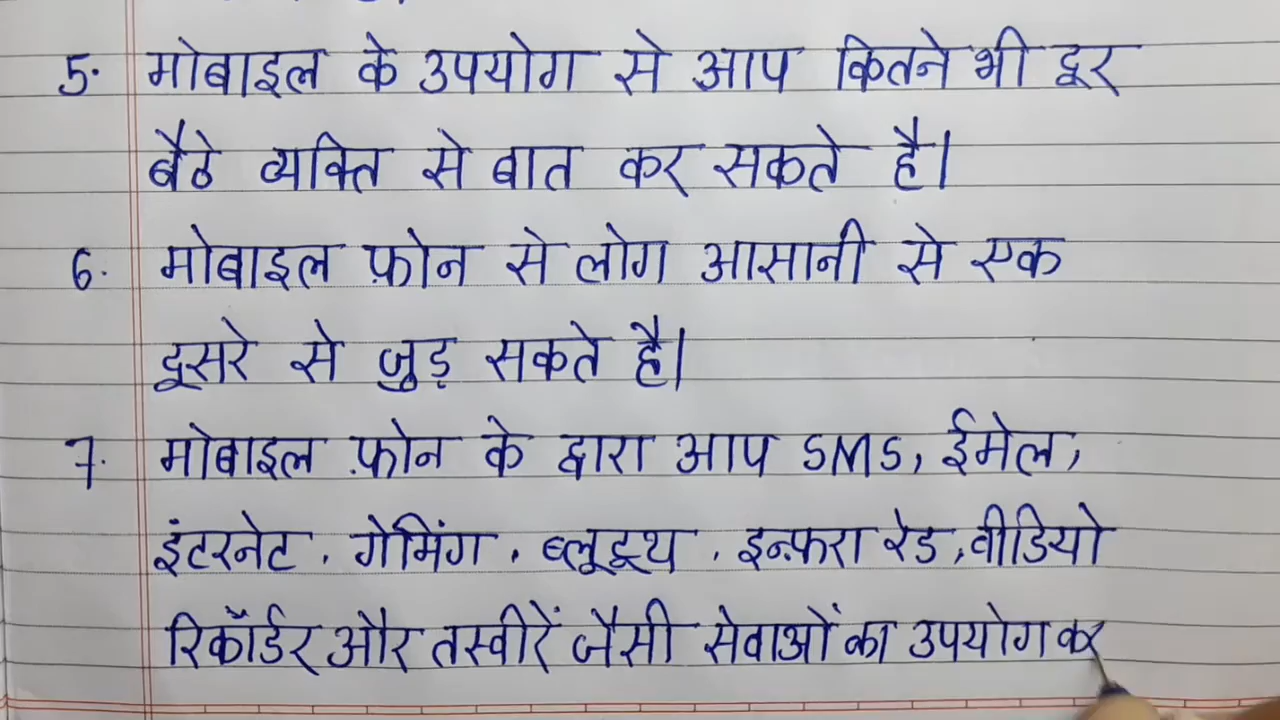 5. मोबाइल के उपयोग से आप कितने भी दूर
बैठे व्यक्ति से बात कर सकते है।
6. मोबाइल फ़ोन से लोग आसानी से एक
दूसरे से जुड़ सकते है।
7. मोबाइल फ़ोन के द्वारा आप SMS, ईमेल,
इंटरनेट, गेमिंग, ब्लूटूथ, इन्फ़रा रेड, वीडियो
रिकॉर्डर और तस्वीरें जैसी सेवाओं का उपयोग कर